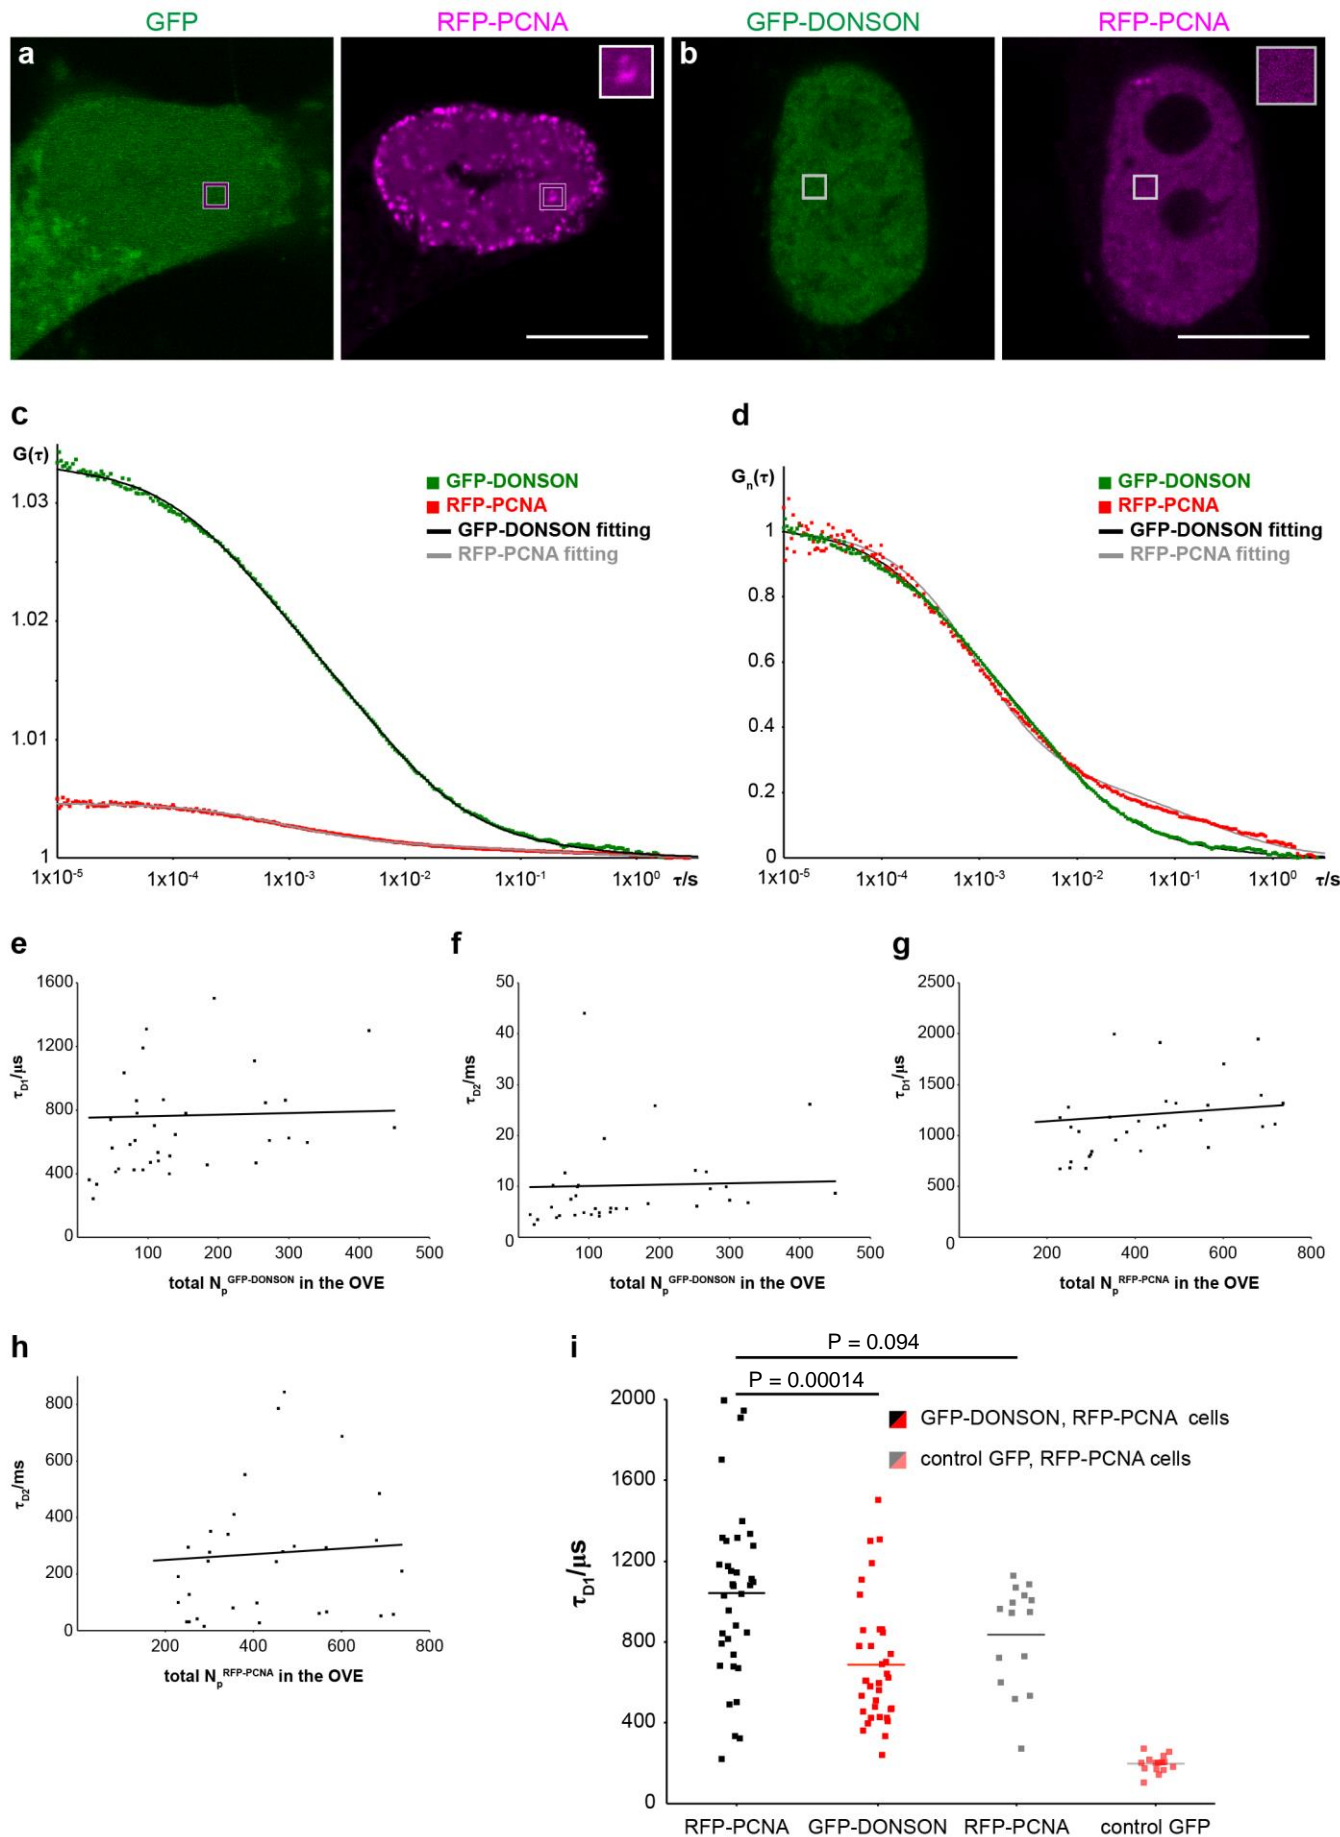 GFP RFP-PCNA GFP-DONSON RFP-PCNA
a b
c
G(τ)
1.03
1.02
1.01
1
1x10-5 1x10-4 1x10-3 1x10-2 1x10-1 1x100 τ/s
GFP-DONSON
RFP-PCNA
GFP-DONSON fitting
RFP-PCNA fitting
d
Gn(τ)
1
0.8
0.6
0.4
0.2
0
1x10-5 1x10-4 1x10-3 1x10-2 1x10-1 1x100 τ/s
GFP-DONSON
RFP-PCNA
GFP-DONSON fitting
RFP-PCNA fitting
e
τD1/μs
1600
1200
800
400
0
100 200 300 400 500
total NpGFP-DONSON in the OVE
f
τD2/ms
50
40
30
20
10
0
100 200 300 400 500
total NpGFP-DONSON in the OVE
g
τD1/μs
2500
2000
1500
1000
500
0
200 400 600 800
total NpRFP-PCNA in the OVE
h
τD2/ms
800
600
400
200
0
200 400 600 800
total NpRFP-PCNA in the OVE
i
P = 0.094
P = 0.00014
GFP-DONSON, RFP-PCNA cells
control GFP, RFP-PCNA cells
τD1/μs
2000
1600
1200
800
400
0
RFP-PCNA GFP-DONSON RFP-PCNA control GFP